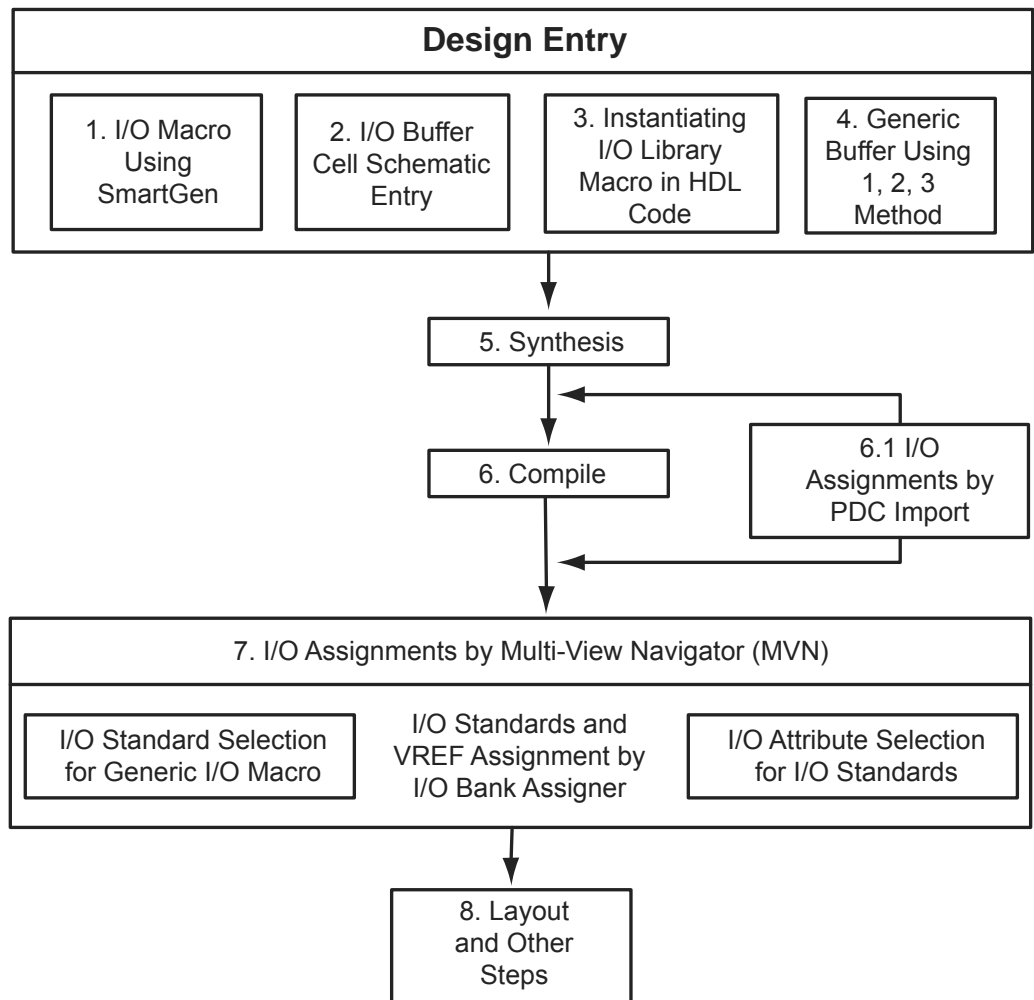 Design Entry
1. I/O Macro
Using
SmartGen
2. I/O Buffer
Cell Schematic
Entry
3. Instantiating
I/O Library
Macro in HDL
Code
4. Generic
Buffer Using
1, 2, 3
Method
5. Synthesis
6. Compile
6.1 I/O
Assignments by
PDC Import
7. I/O Assignments by Multi-View Navigator (MVN)
I/O Standard Selection
for Generic I/O Macro
I/O Standards and
VREF Assignment by
I/O Bank Assigner
I/O Attribute Selection
for I/O Standards
8. Layout
and Other
Steps